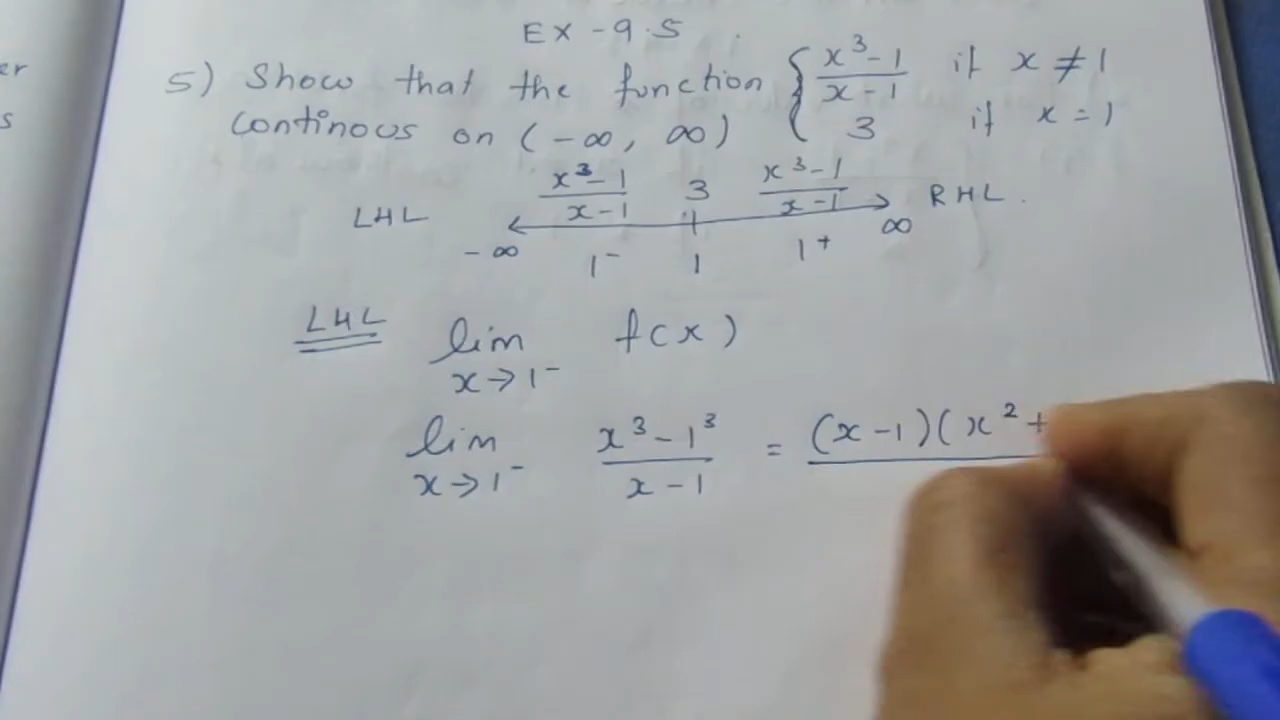 er
s
EX - 9.5
5) Show that the function { x³-1 / x-1 if x ≠ 1
continous on (-∞, ∞) 3 if x = 1
x³-1 / x-1 3 x³-1 / x-1
LHL RHL.
-∞ 1⁻ 1 1⁺ ∞
LHL lim f(x)
x→1⁻
lim x³-1³ / x-1 = (x-1)(x²+
x→1⁻